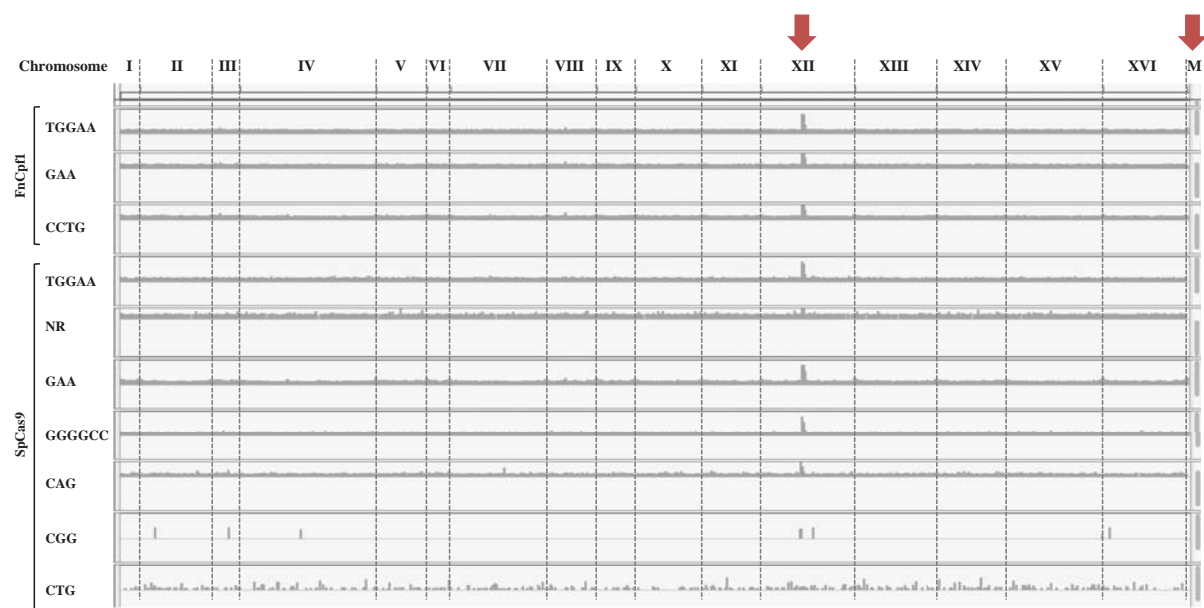 Chromosome I II III IV V VI VII VIII IX X XI XII XIII XIV XV XVI M
FnCpf1
TGGAA
GAA
CCTG
SpCas9
TGGAA
NR
GAA
GGGGCC
CAG
CGG
CTG